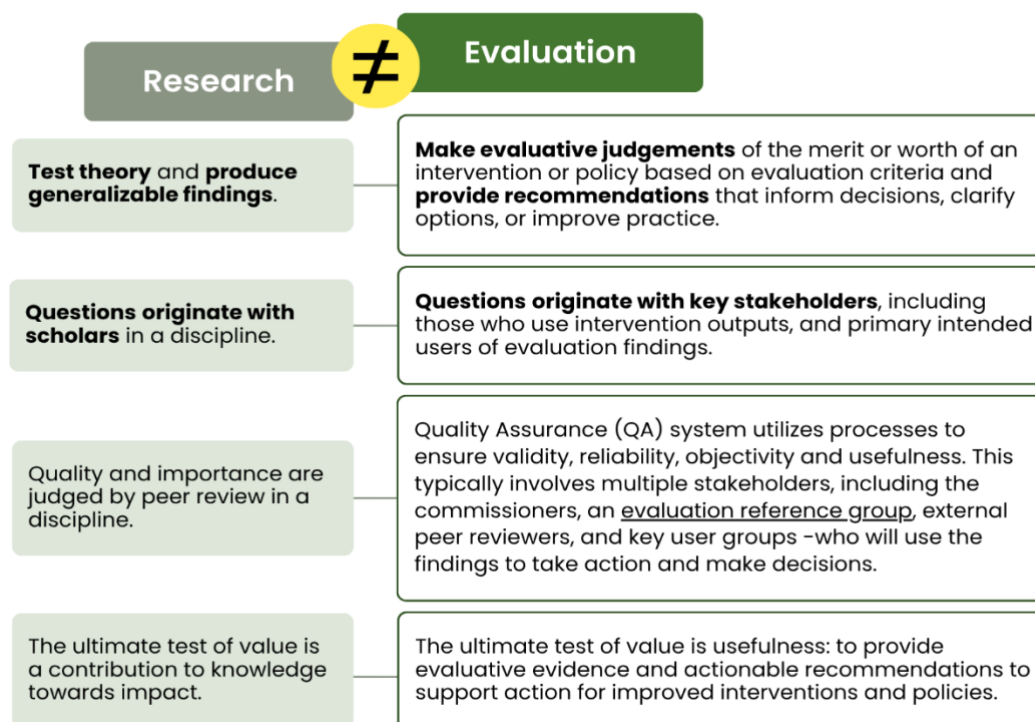 Research
≠
Evaluation
Test theory and produce
generalizable findings.
Make evaluative judgements of the merit or worth of an
intervention or policy based on evaluation criteria and
provide recommendations that inform decisions, clarify
options, or improve practice.
Questions originate with
scholars in a discipline.
Questions originate with key stakeholders, including
those who use intervention outputs, and primary intended
users of evaluation findings.
Quality and importance are
judged by peer review in a
discipline.
Quality Assurance (QA) system utilizes processes to
ensure validity, reliability, objectivity and usefulness. This
typically involves multiple stakeholders, including the
commissioners, an evaluation reference group, external
peer reviewers, and key user groups -who will use the
findings to take action and make decisions.
The ultimate test of value is
a contribution to knowledge
towards impact.
The ultimate test of value is usefulness: to provide
evaluative evidence and actionable recommendations to
support action for improved interventions and policies.